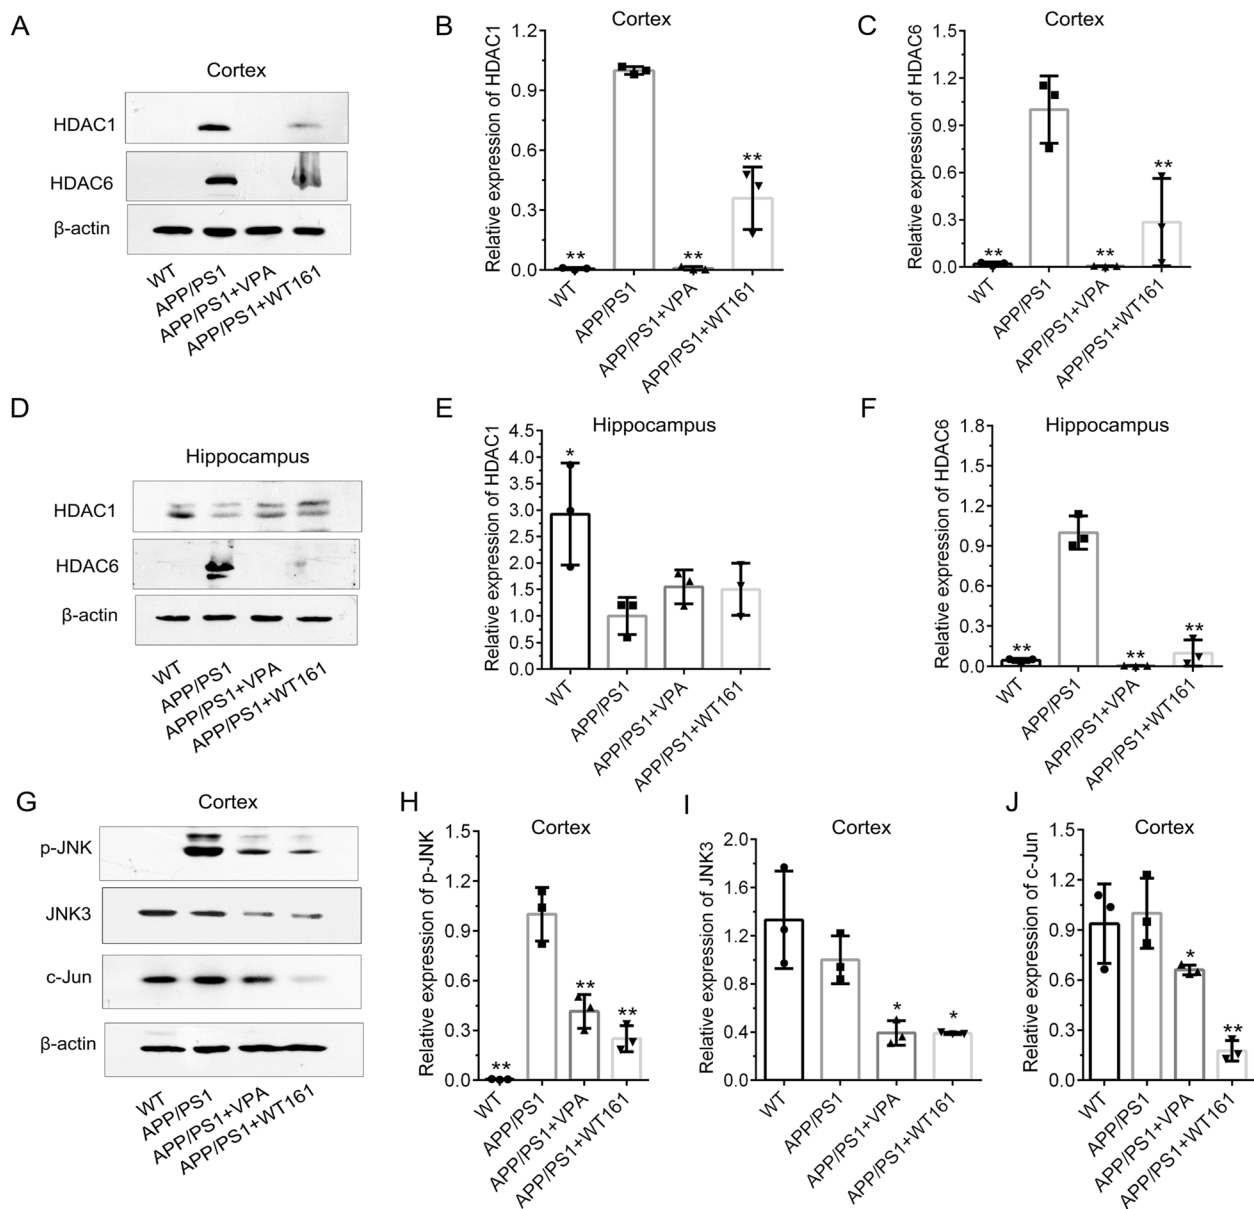 A
Cortex
HDAC1
HDAC6
β-actin
WT
APP/PS1
APP/PS1+VPA
APP/PS1+WT161
B
Cortex
Relative expression of HDAC1
1.2
0.9
0.6
0.3
0.0
**
**
**
WT
APP/PS1
APP/PS1+VPA
APP/PS1+WT161
C
Cortex
Relative expression of HDAC6
1.5
1.2
0.9
0.6
0.3
0.0
**
**
**
WT
APP/PS1
APP/PS1+VPA
APP/PS1+WT161
D
Hippocampus
HDAC1
HDAC6
β-actin
WT
APP/PS1
APP/PS1+VPA
APP/PS1+WT161
E
Hippocampus
Relative expression of HDAC1
4.5
4.0
3.5
3.0
2.5
2.0
1.5
1.0
0.5
0.0
*
WT
APP/PS1
APP/PS1+VPA
APP/PS1+WT161
F
Hippocampus
Relative expression of HDAC6
1.8
1.5
1.2
0.9
0.6
0.3
0.0
**
**
**
WT
APP/PS1
APP/PS1+VPA
APP/PS1+WT161
G
Cortex
p-JNK
JNK3
c-Jun
β-actin
WT
APP/PS1
APP/PS1+VPA
APP/PS1+WT161
H
Cortex
Relative expression of p-JNK
1.5
1.2
0.9
0.6
0.3
0.0
**
**
**
WT
APP/PS1
APP/PS1+VPA
APP/PS1+WT161
I
Cortex
Relative expression of JNK3
2.0
1.6
1.2
0.8
0.4
0.0
*
*
WT
APP/PS1
APP/PS1+VPA
APP/PS1+WT161
J
Cortex
Relative expression of c-Jun
1.5
1.2
0.9
0.6
0.3
0.0
*
**
WT
APP/PS1
APP/PS1+VPA
APP/PS1+WT161